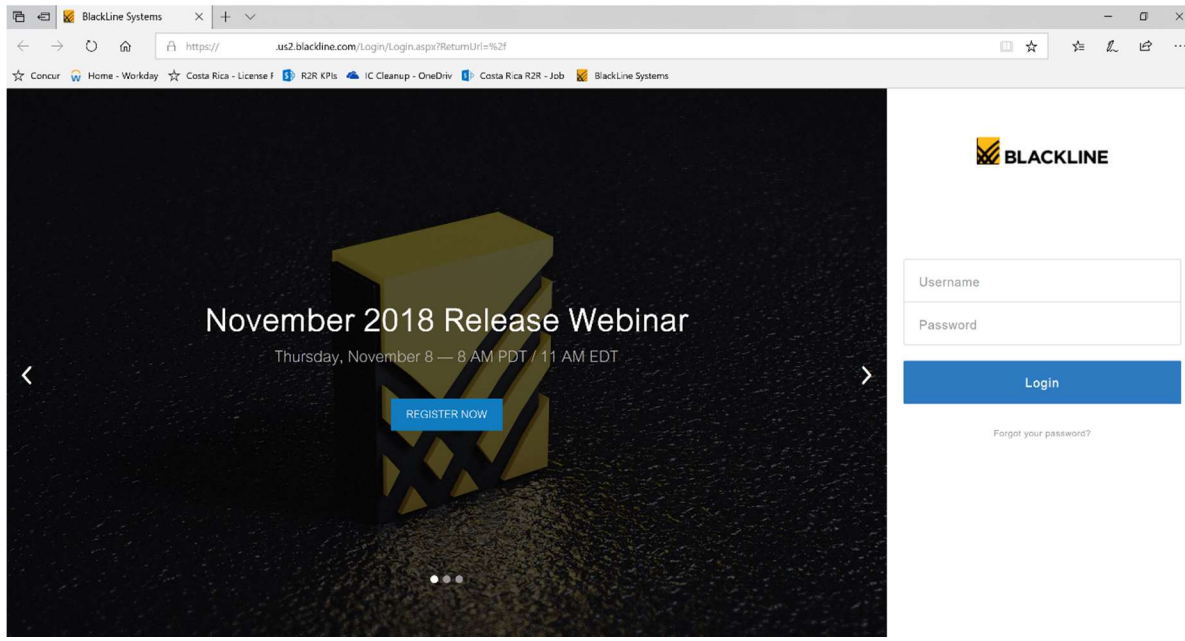 BlackLine Systems
https:// .us2.blackline.com/Login/Login.aspx?ReturnUrl=%2f
Concur Home - Workday Costa Rica - License F R2R KPIs IC Cleanup - OneDriv Costa Rica R2R - Job BlackLine Systems
BLACKLINE
November 2018 Release Webinar
Thursday, November 8 — 8 AM PDT / 11 AM EDT
REGISTER NOW
Username
Password
Login
Forgot your password?